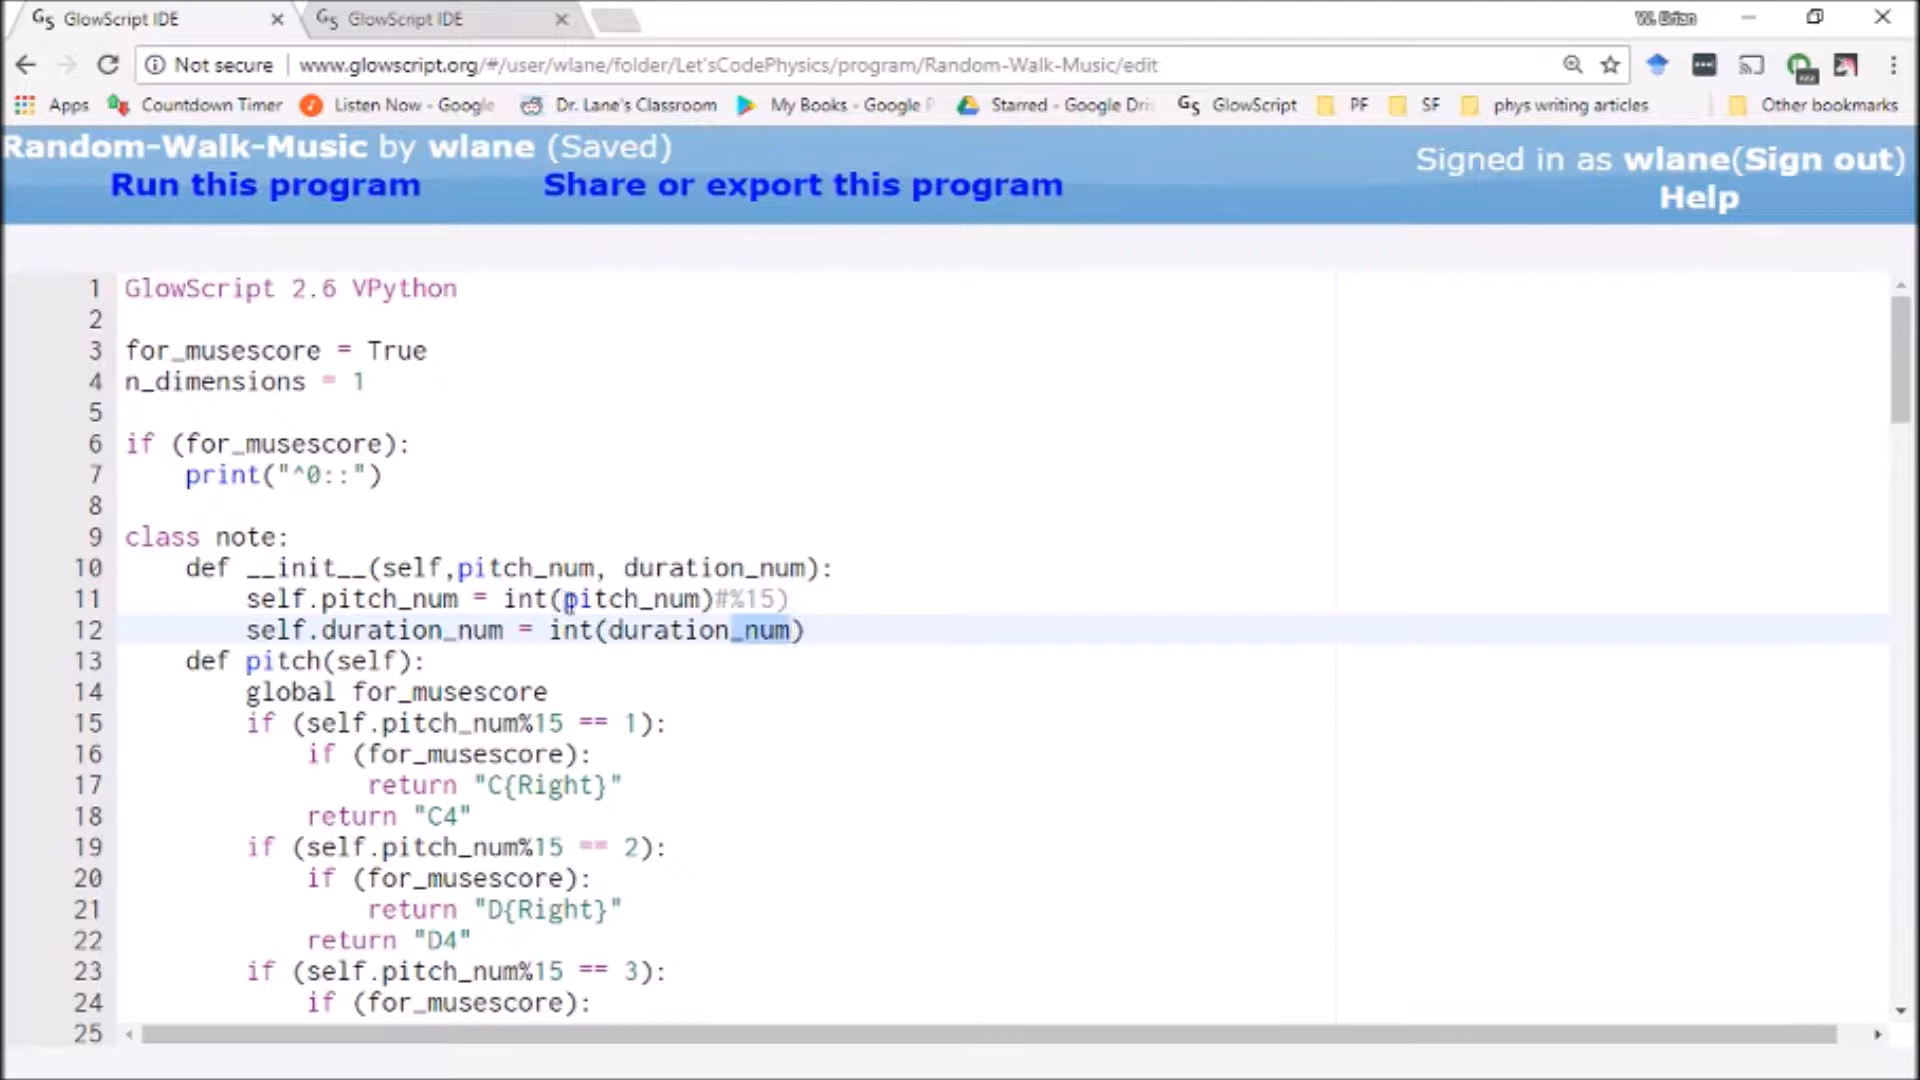 GlowScript IDE
GlowScript IDE
W. Brian
Not secure www.glowscript.org/#/user/wlane/folder/Let'sCodePhysics/program/Random-Walk-Music/edit
Apps Countdown Timer Listen Now - Google Dr. Lane's Classroom My Books - Google P Starred - Google Dri GlowScript PF SF phys writing articles Other bookmarks
Random-Walk-Music by wlane (Saved)
Signed in as wlane(Sign out)
Run this program Share or export this program
Help
1 GlowScript 2.6 VPython
2
3 for_musescore = True
4 n_dimensions = 1
5
6 if (for_musescore):
7     print("^0::")
8
9 class note:
10     def __init__(self,pitch_num, duration_num):
11         self.pitch_num = int(pitch_num)#%15)
12         self.duration_num = int(duration_num)
13     def pitch(self):
14         global for_musescore
15         if (self.pitch_num%15 == 1):
16             if (for_musescore):
17                 return "C{Right}"
18             return "C4"
19         if (self.pitch_num%15 == 2):
20             if (for_musescore):
21                 return "D{Right}"
22             return "D4"
23         if (self.pitch_num%15 == 3):
24             if (for_musescore):
25